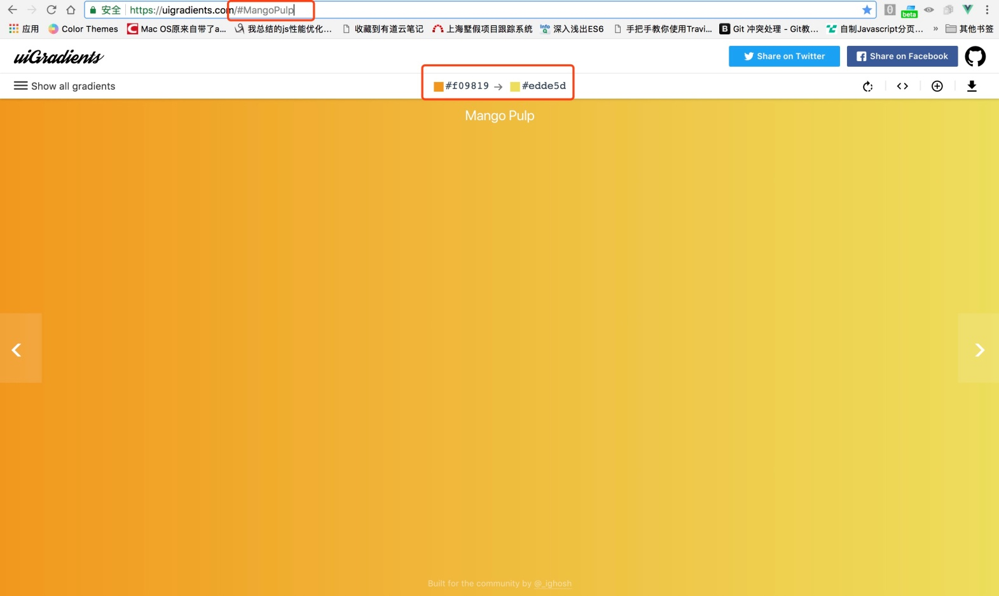 安全 https://uigradients.com/#MangoPulp
beta
应用 Color Themes Mac OS原来自带了a... 我总结的js性能优化... 收藏到有道云笔记 上海墅假项目跟踪系统 Info Q 深入浅出ES6 手把手教你使用Travi... B Git 冲突处理 - Git教... 自制Javascript分页... » 其他书签
uiGradients Share on Twitter Share on Facebook
Show all gradients #f09819 → #edde5d
Mango Pulp
Built for the community by @_ighosh